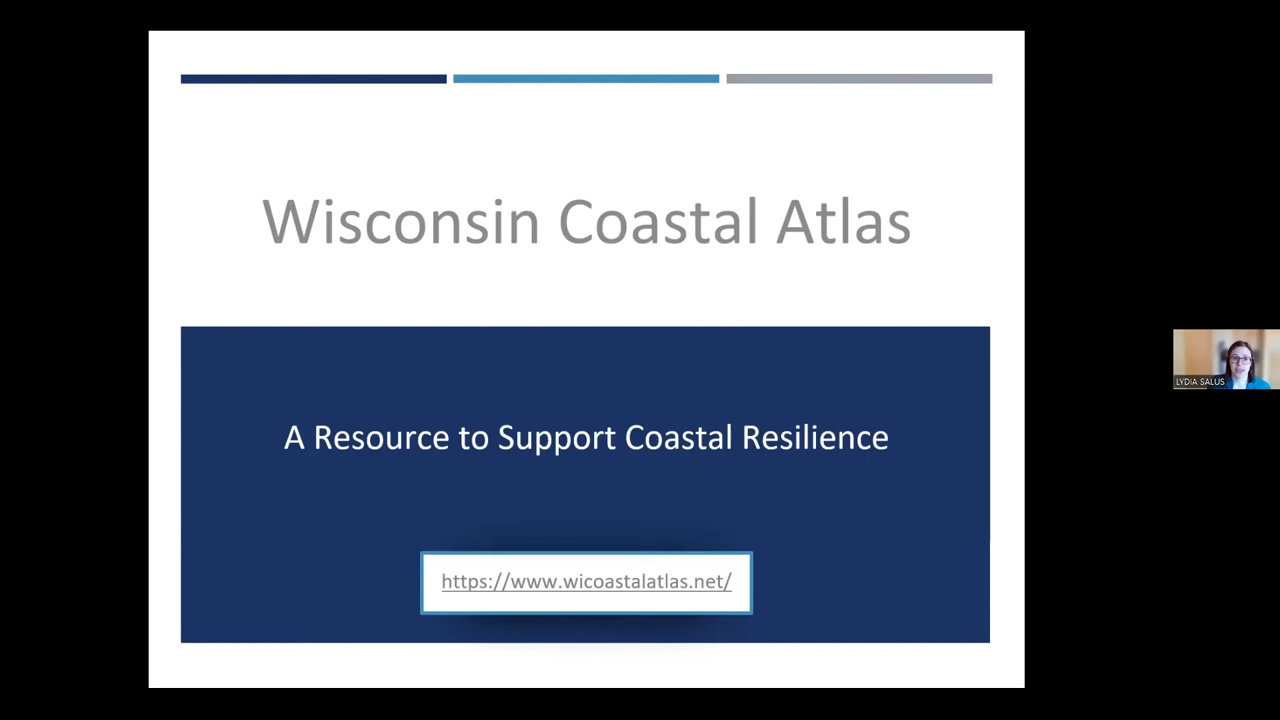 Wisconsin Coastal Atlas
A Resource to Support Coastal Resilience
https://www.wicoastalatlas.net/
LYDIA SALUS